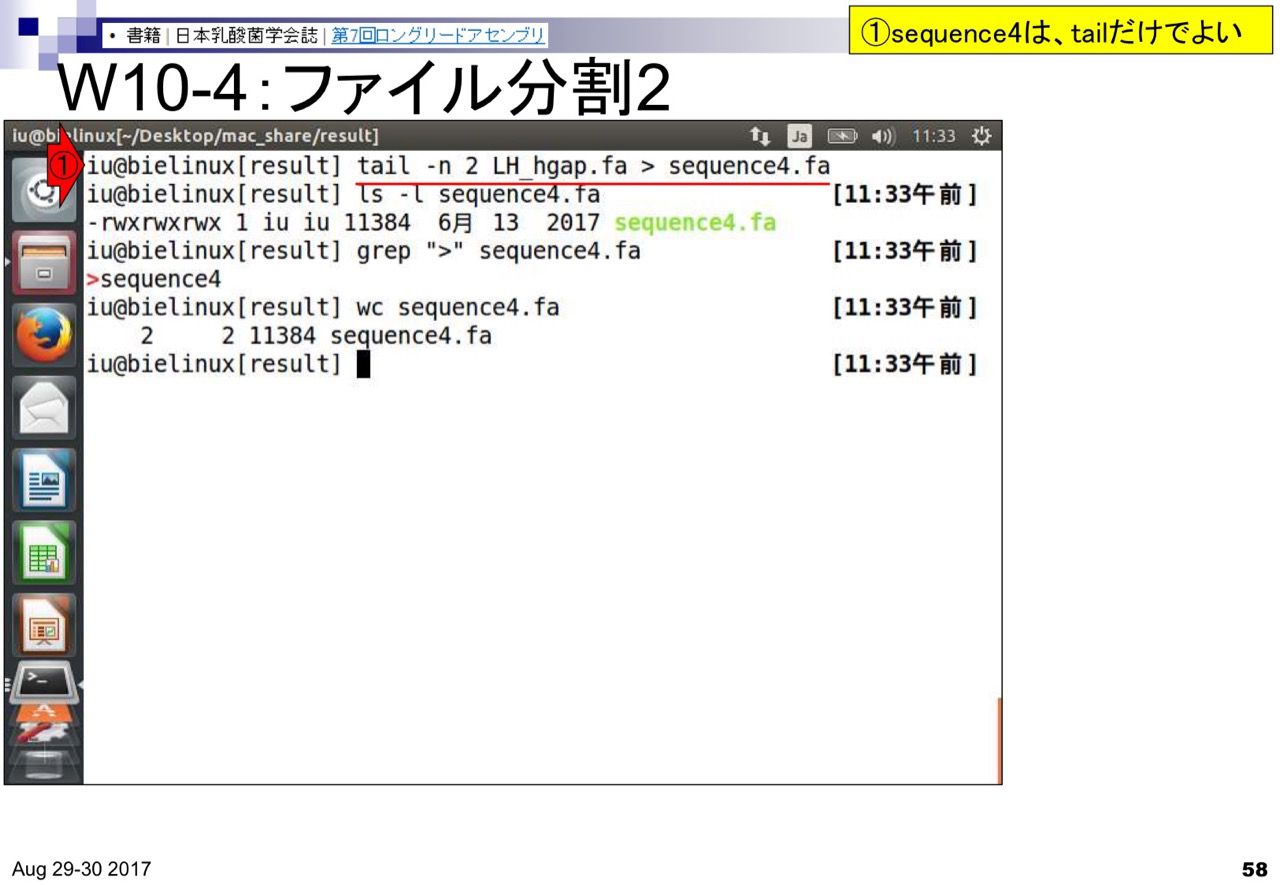 • 書籍 | 日本乳酸菌学会誌 | 第7回ロングリードアセンブリ
①sequence4は、tailだけでよい
W10-4:ファイル分割2
iu@bielinux[~/Desktop/mac_share/result] Ja 11:33
①
iu@bielinux[result] tail -n 2 LH_hgap.fa > sequence4.fa
iu@bielinux[result] ls -l sequence4.fa [11:33午前]
-rwxrwxrwx 1 iu iu 11384 6月 13 2017 sequence4.fa
iu@bielinux[result] grep ">" sequence4.fa [11:33午前]
>sequence4
iu@bielinux[result] wc sequence4.fa [11:33午前]
2 2 11384 sequence4.fa
iu@bielinux[result] [11:33午前]
Aug 29-30 2017
58